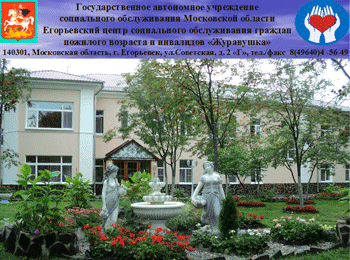 Государственное автономное учреждение
социального обслуживания Московской области
Егорьевский центр социального обслуживания граждан
пожилого возраста и инвалидов «Журавушка»
140301, Московская область, г. Егорьевск, ул.Советская, д. 2 «Г», тел./факс 8(49640)4 56 49